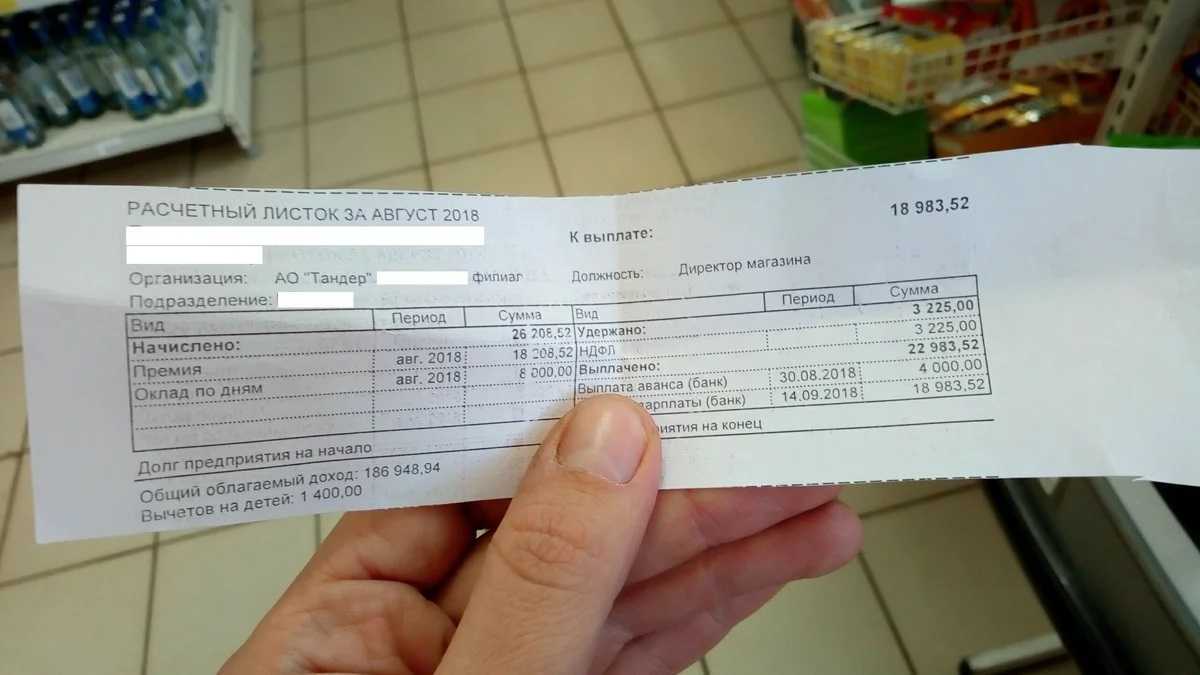 РАСЧЕТНЫЙ ЛИСТОК ЗА АВГУСТ 2018
К выплате: 18 983,52
Организация: АО "Тандер" филиал Должность: Директор магазина
Подразделение:
Вид Период Сумма Вид Период Сумма
Начислено: 26 208,52 Удержано: 3 225,00
Премия авг. 2018 18 208,52 НДФЛ 3 225,00
Оклад по дням авг. 2018 8 000,00 Выплачено: 22 983,52
Выплата аванса (банк) 30.08.2018 4 000,00
зарплаты (банк) 14.09.2018 18 983,52
Долг предприятия на начало на конец
Общий облагаемый доход: 186 948,94
Вычетов на детей: 1 400,00